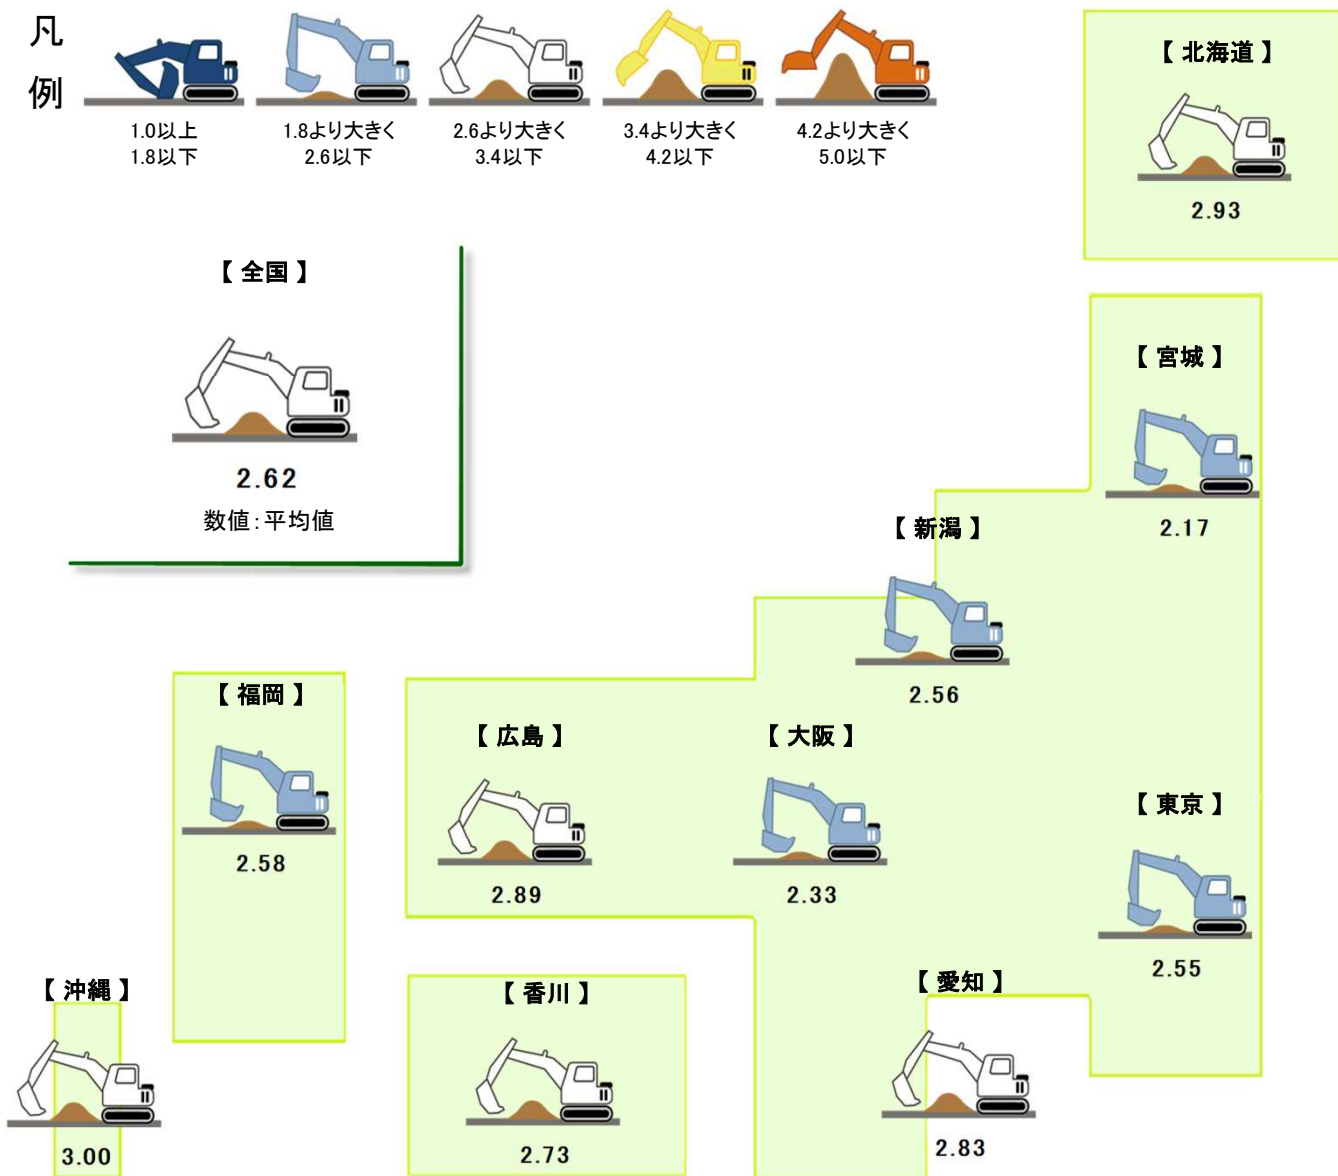 凡
例
1.0以上
1.8以下
1.8より大きく
2.6以下
2.6より大きく
3.4以下
3.4より大きく
4.2以下
4.2より大きく
5.0以下
【 北海道 】
2.93
【 全国 】
2.62
数値：平均値
【 宮城 】
2.17
【 新潟 】
2.56
【 福岡 】
2.58
【 広島 】
2.89
【 大阪 】
2.33
【 東京 】
2.55
【 沖縄 】
3.00
【 香川 】
2.73
【 愛知 】
2.83